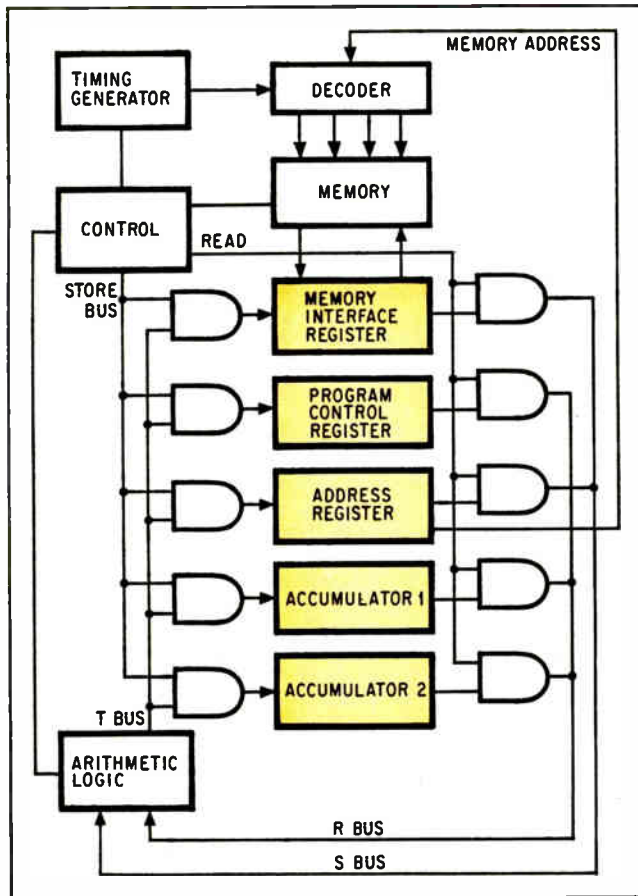 MEMORY ADDRESS
TIMING
GENERATOR
DECODER
MEMORY
CONTROL
READ
STORE
BUS
MEMORY
INTERFACE
REGISTER
PROGRAM
CONTROL
REGISTER
ADDRESS
REGISTER
ACCUMULATOR 1
ACCUMULATOR 2
T BUS
ARITHMETIC
LOGIC
R BUS
S BUS